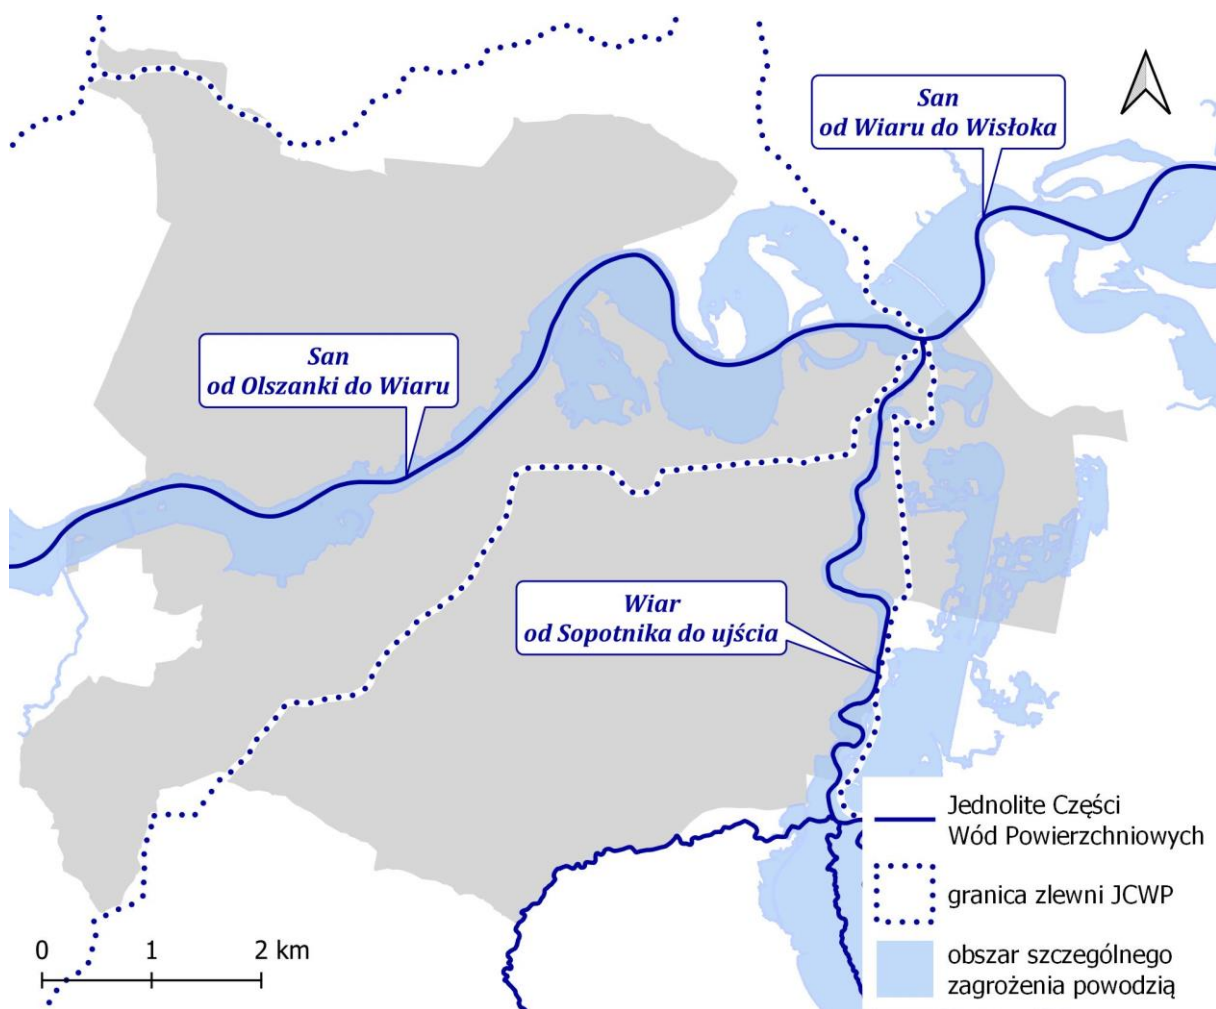 San
od Wiaru do Wisłoka
San
od Olszanki do Wiaru
Wiar
od Sopotnika do ujścia
Jednolite Części
Wód Powierzchniowych
granica zlewni JCWP
obszar szczególnego
zagrożenia powodzią
0 1 2 km